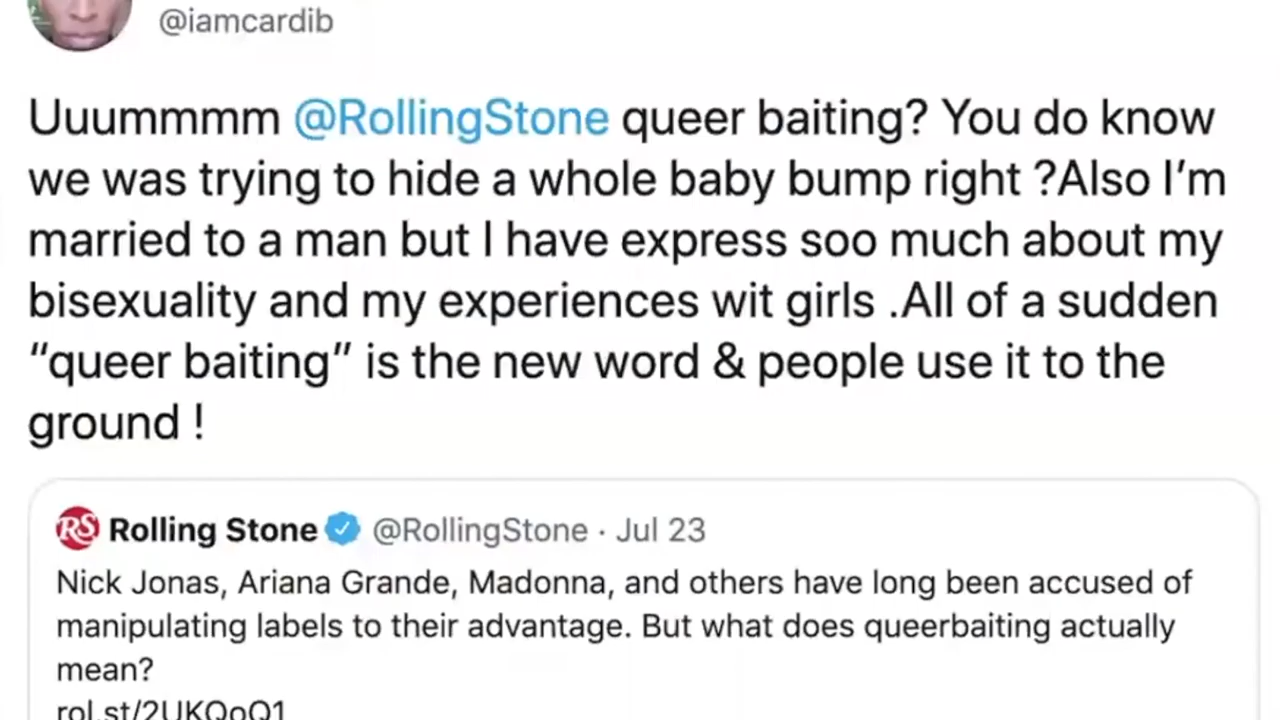 @iamcardib
Uuummmm @RollingStone queer baiting? You do know
we was trying to hide a whole baby bump right ?Also I’m
married to a man but I have express soo much about my
bisexuality and my experiences wit girls .All of a sudden
“queer baiting” is the new word & people use it to the
ground !
RS Rolling Stone @RollingStone · Jul 23
Nick Jonas, Ariana Grande, Madonna, and others have long been accused of
manipulating labels to their advantage. But what does queerbaiting actually
mean?
rol.st/2UKQoQ1